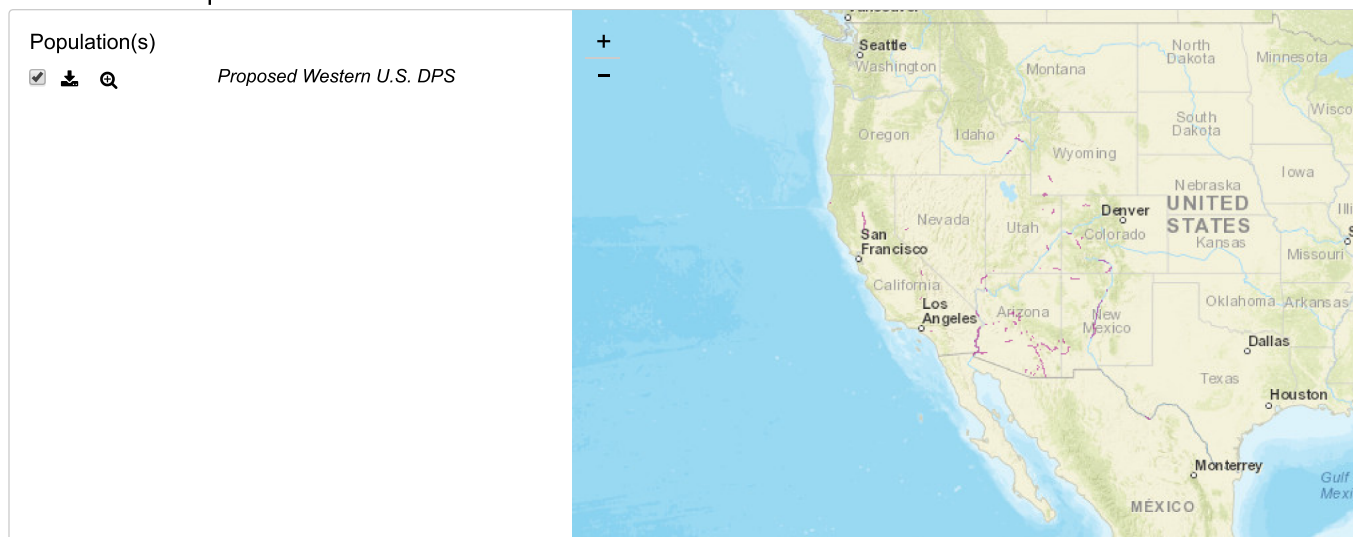 Population(s)
Proposed Western U.S. DPS
+
−
Seattle
Washington
Montana
North
Dakota
Minnesota
Oregon
Idaho
South
Dakota
Wyoming
Iowa
Nebraska
Denver
UNITED
STATES
Nevada
Utah
Colorado
Kansas
San
Francisco
Missouri
California
Los
Angeles
Arizona
New
Mexico
Oklahoma
Arkansas
Dallas
Texas
Houston
Monterrey
Gulf
MÉXICO